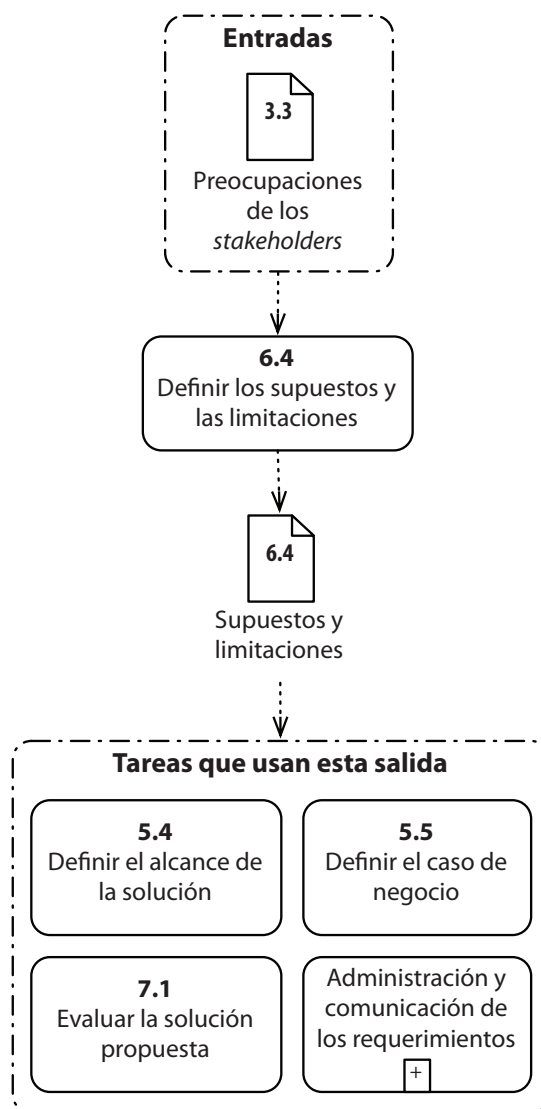 Entradas
3.3
Preocupaciones
de los
stakeholders
6.4
Definir los supuestos y
las limitaciones
6.4
Supuestos y
limitaciones
Tareas que usan esta salida
5.4
Definir el alcance de
la solución
5.5
Definir el caso de
negocio
7.1
Evaluar la solución
propuesta
Administración y
comunicación de
los requerimientos
+